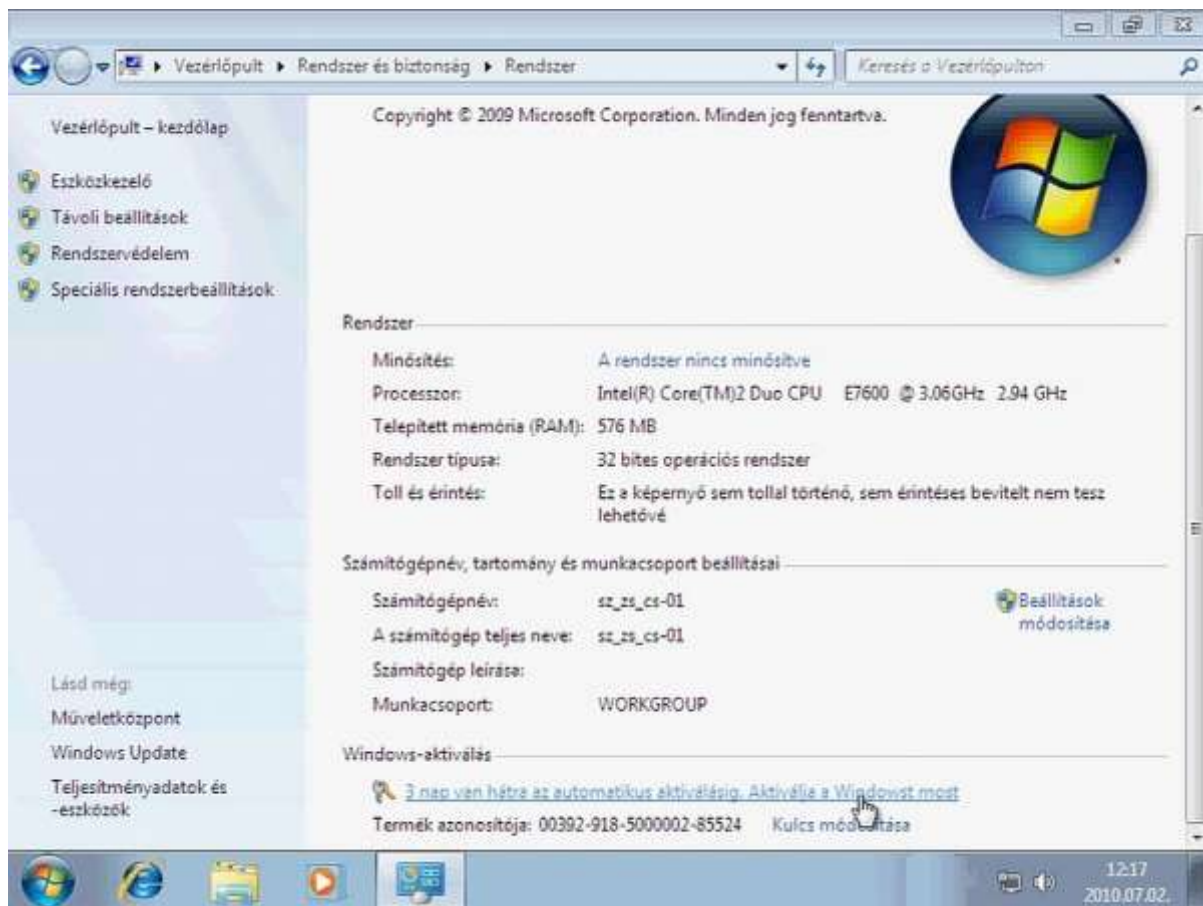 Vezérlőpult ▸ Rendszer és biztonság ▸ Rendszer
Keresés a Vezérlőpulton
Vezérlőpult – kezdőlap
Eszközkezelő
Távoli beállítások
Rendszervédelem
Speciális rendszerbeállítások
Lásd még:
Műveletközpont
Windows Update
Teljesítményadatok és
-eszközök
Copyright © 2009 Microsoft Corporation. Minden jog fenntartva.
Rendszer
Minősítés: A rendszer nincs minősítve
Processzor: Intel(R) Core(TM)2 Duo CPU E7600 @ 3.06GHz 2.94 GHz
Telepített memória (RAM): 576 MB
Rendszer típusa: 32 bites operációs rendszer
Toll és érintés: Ez a képernyő sem tollal történő, sem érintéses bevitelt nem tesz
lehetővé
Számítógépnév, tartomány és munkacsoport beállításai
Számítógépnév: sz_zs_cs-01
Beállítások
módosítása
A számítógép teljes neve: sz_zs_cs-01
Számítógép leírása:
Munkacsoport: WORKGROUP
Windows-aktiválás
3 nap van hátra az automatikus aktiválásig. Aktiválja a Windowst most
Termék azonosítója: 00392-918-5000002-85524 Kulcs módosítása
12:17
2010.07.02.